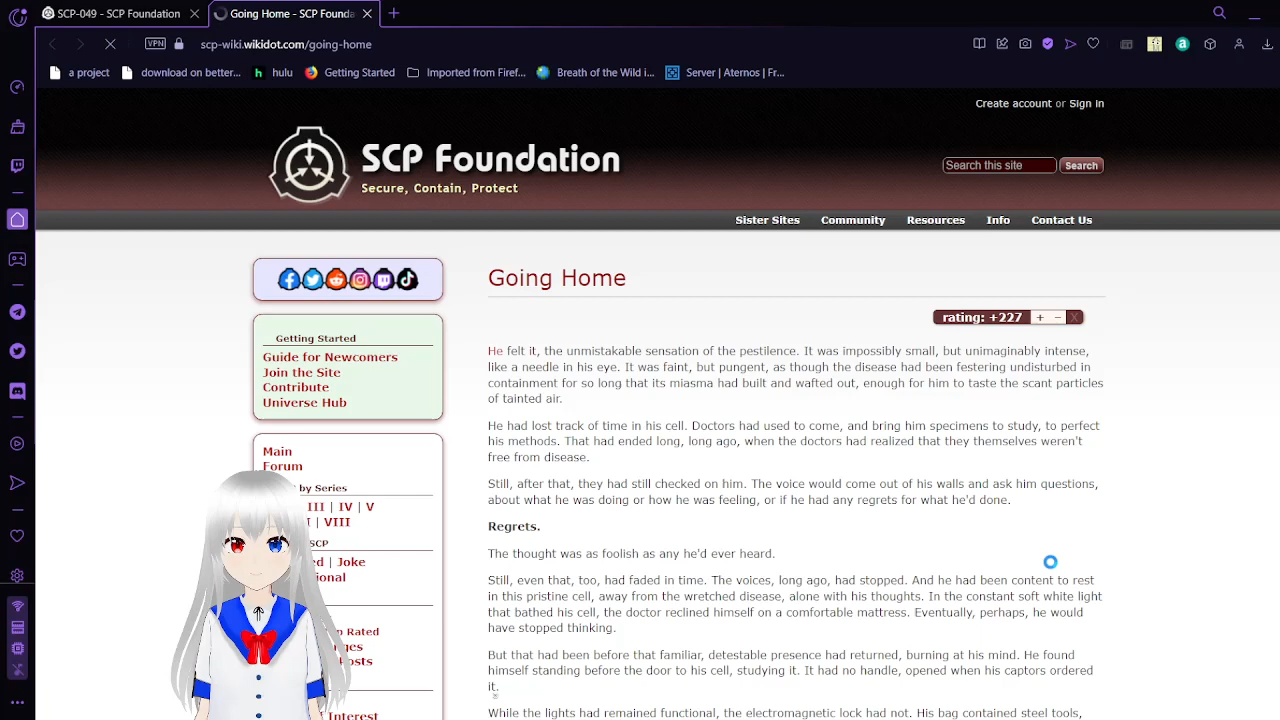 SCP-049 - SCP Foundation
Going Home - SCP Founda
VPN
scp-wiki.wikidot.com/going-home
a project
download on better...
hulu
Getting Started
Imported from Firef...
Breath of the Wild i...
Server | Aternos | Fr...
Create account or Sign in
SCP Foundation
Secure, Contain, Protect
Search this site
Search
Sister Sites
Community
Resources
Info
Contact Us
Getting Started
Guide for Newcomers
Join the Site
Contribute
Universe Hub
Main
Forum
by Series
III | IV | V
| VIII
SCP
ed | Joke
ional
p Rated
ges
osts
Interest
Going Home
rating: +227 + − X
He felt it, the unmistakable sensation of the pestilence. It was impossibly small, but unimaginably intense,
like a needle in his eye. It was faint, but pungent, as though the disease had been festering undisturbed in
containment for so long that its miasma had built and wafted out, enough for him to taste the scant particles
of tainted air.
He had lost track of time in his cell. Doctors had used to come, and bring him specimens to study, to perfect
his methods. That had ended long, long ago, when the doctors had realized that they themselves weren't
free from disease.
Still, after that, they had still checked on him. The voice would come out of his walls and ask him questions,
about what he was doing or how he was feeling, or if he had any regrets for what he'd done.
Regrets.
The thought was as foolish as any he'd ever heard.
Still, even that, too, had faded in time. The voices, long ago, had stopped. And he had been content to rest
in this pristine cell, away from the wretched disease, alone with his thoughts. In the constant soft white light
that bathed his cell, the doctor reclined himself on a comfortable mattress. Eventually, perhaps, he would
have stopped thinking.
But that had been before that familiar, detestable presence had returned, burning at his mind. He found
himself standing before the door to his cell, studying it. It had no handle, opened when his captors ordered
it.
While the lights had remained functional, the electromagnetic lock had not. His bag contained steel tools,